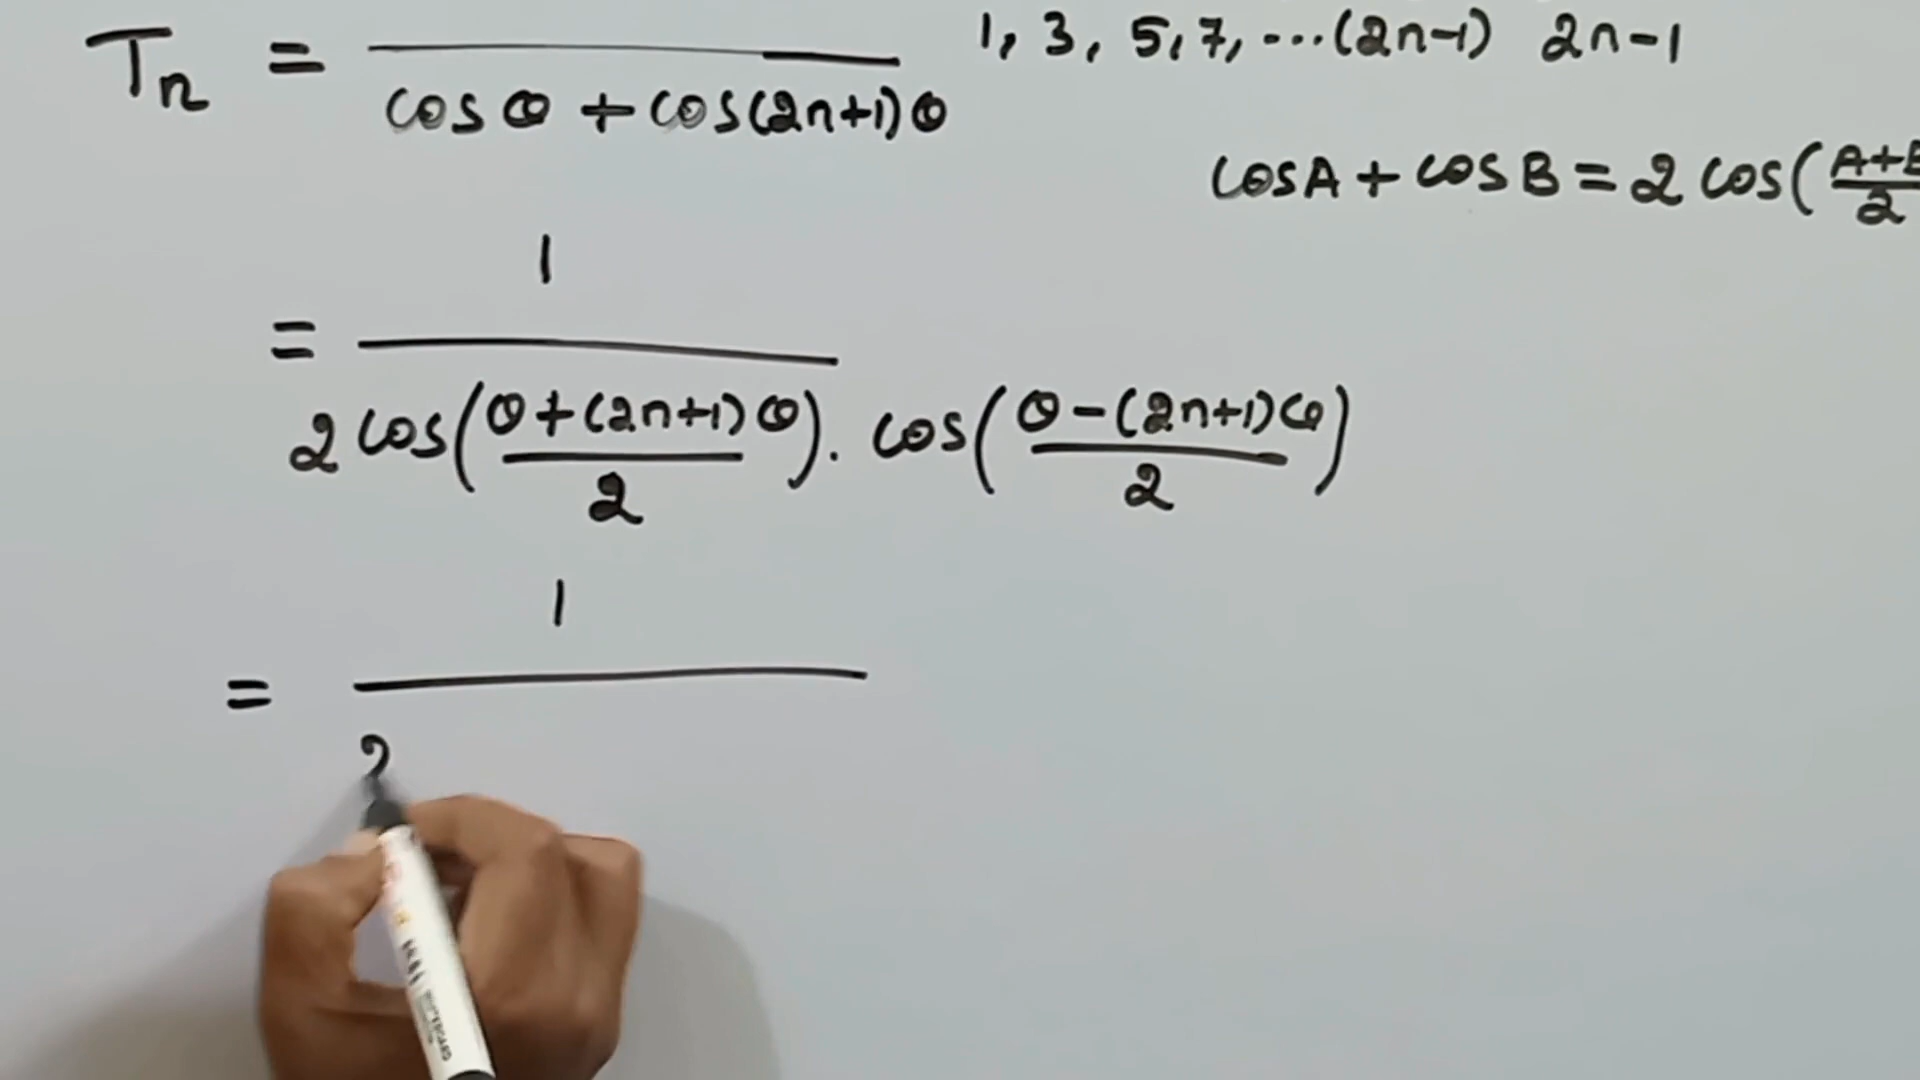 1, 3, 5, 7, ...(2n-1) 2n-1
Tn = ――― / cos θ + cos(2n+1)θ
cosA + cosB = 2 cos(A+B/2
= 1 / 2 cos(θ+(2n+1)θ/2) . cos(θ-(2n+1)θ/2)
= 1 / 2